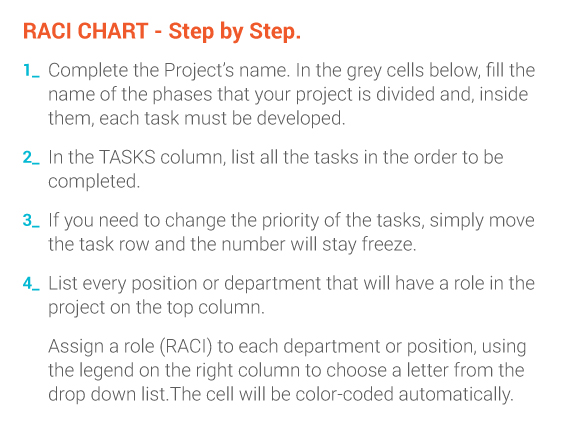 RACI CHART - Step by Step.
1_ Complete the Project's name. In the grey cells below, fill the
name of the phases that your project is divided and, inside
them, each task must be developed.
2_ In the TASKS column, list all the tasks in the order to be
completed.
3_ If you need to change the priority of the tasks, simply move
the task row and the number will stay freeze.
4_ List every position or department that will have a role in the
project on the top column.
Assign a role (RACI) to each department or position, using
the legend on the right column to choose a letter from the
drop down list.The cell will be color-coded automatically.